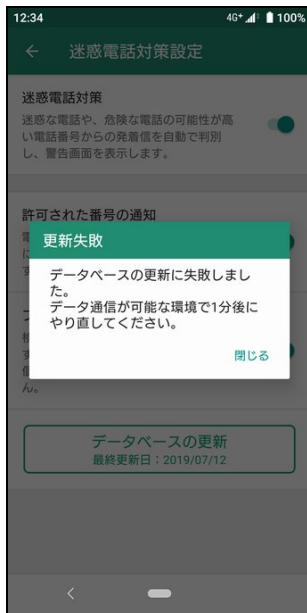 12:34
4G+
100%
迷惑電話対策設定
迷惑電話対策
迷惑な電話や、危険な電話の可能性が高
い電話番号からの発着信を自動で判別
し、警告画面を表示します。
許可された番号の通知
更新失敗
データベースの更新に失敗しまし
た。
データ通信が可能な環境で1分後に
やり直してください。
閉じる
ん。
データベースの更新
最終更新日：2019/07/12